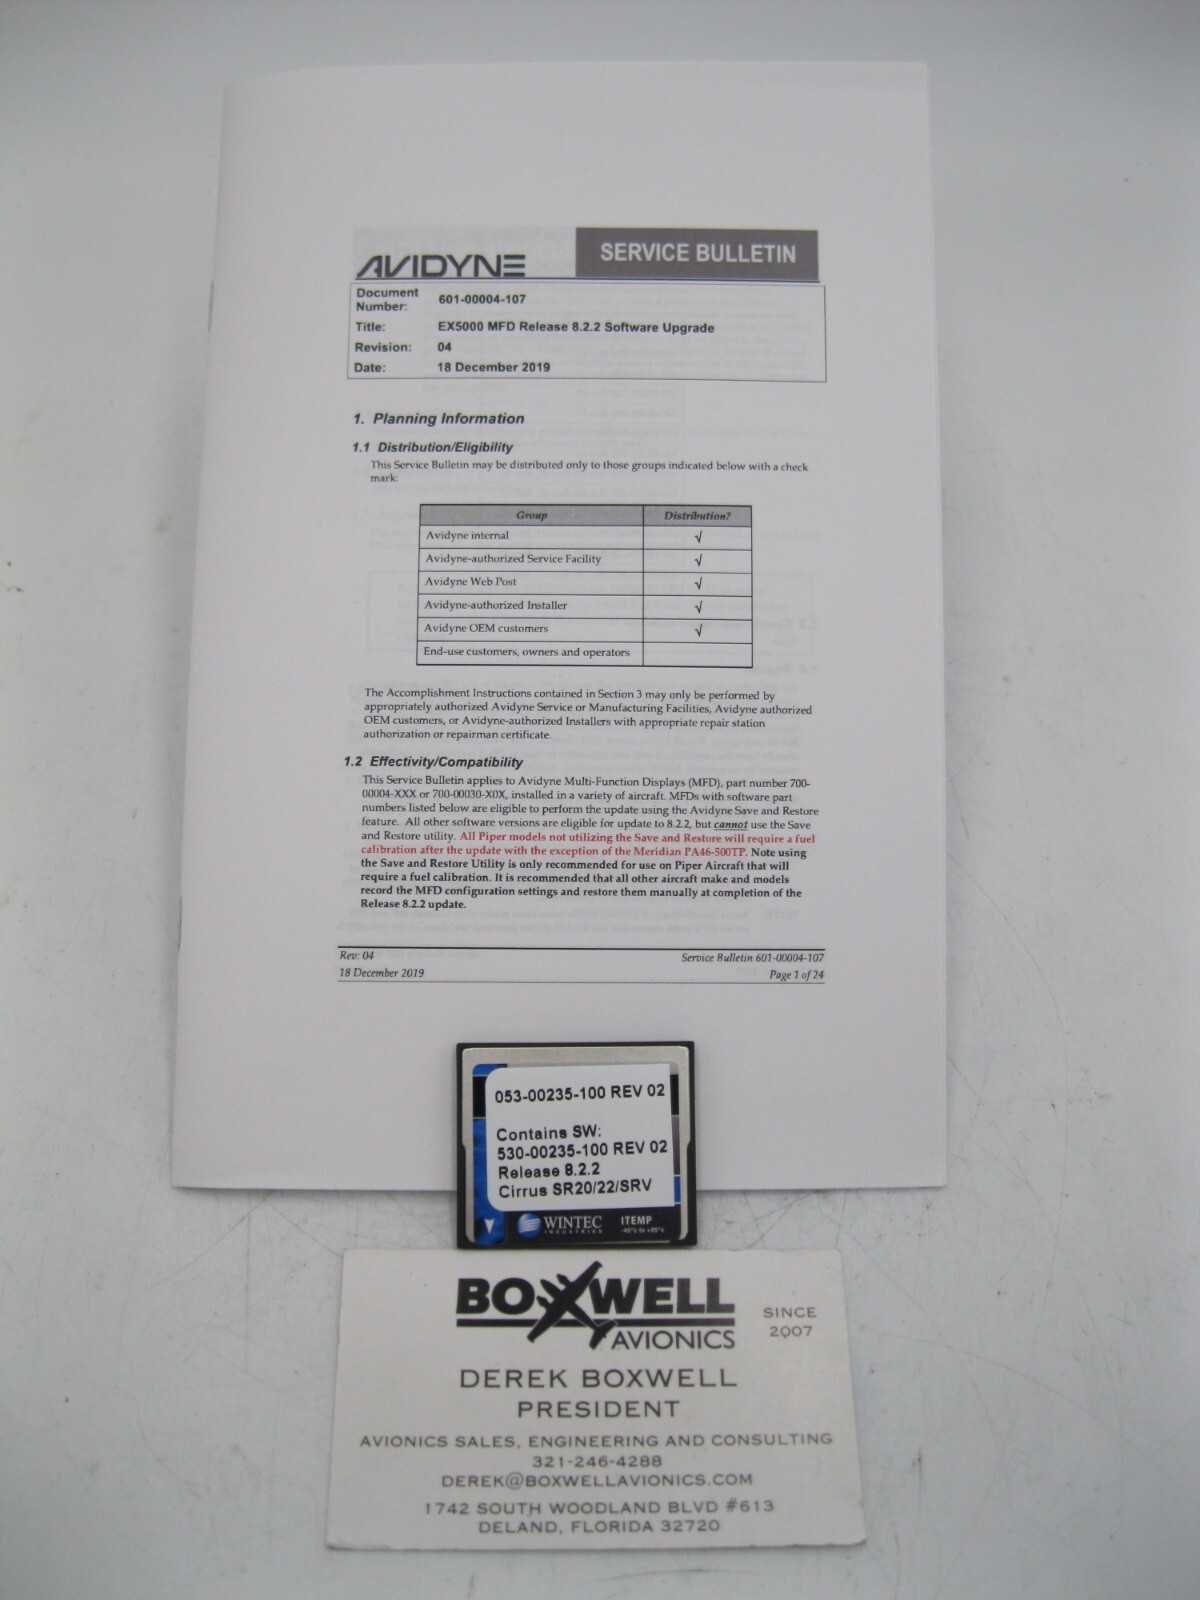 AVIDYNE
SERVICE BULLETIN
Document Number: 601-00004-107
Title: EX5000 MFD Release 8.2.2 Software Upgrade
Revision: 04
Date: 18 December 2019
1. Planning Information
1.1 Distribution/Eligibility
This Service Bulletin may be distributed only to those groups indicated below with a check
mark:
Group Distribution?
Avidyne internal √
Avidyne-authorized Service Facility √
Avidyne Web Post √
Avidyne-authorized Installer √
Avidyne OEM customers √
End-use customers, owners and operators
The Accomplishment Instructions contained in Section 3 may only be performed by
appropriately authorized Avidyne Service or Manufacturing Facilities, Avidyne authorized
OEM customers, or Avidyne-authorized Installers with appropriate repair station
authorization or repairman certificate.
1.2 Effectivity/Compatibility
This Service Bulletin applies to Avidyne Multi-Function Displays (MFD), part number 700-
00004-XXX or 700-00030-X0X, installed in a variety of aircraft. MFDs with software part
numbers listed below are eligible to perform the update using the Avidyne Save and Restore
feature. All other software versions are eligible for update to 8.2.2, but cannot use the Save
and Restore utility. All Piper models not utilizing the Save and Restore will require a fuel
calibration after the update with the exception of the Meridian PA46-500TP. Note using
the Save and Restore Utility is only recommended for use on Piper Aircraft that will
require a fuel calibration. It is recommended that all other aircraft make and models
record the MFD configuration settings and restore them manually at completion of the
Release 8.2.2 update.
Rev: 04 Service Bulletin 601-00004-107
18 December 2019 Page 1 of 24
053-00235-100 REV 02
Contains SW:
530-00235-100 REV 02
Release 8.2.2
Cirrus SR20/22/SRV
WINTEC
INDUSTRIES
ITEMP
-40°c to +85°c
BOXWELL
AVIONICS
SINCE
2007
DEREK BOXWELL
PRESIDENT
AVIONICS SALES, ENGINEERING AND CONSULTING
321-246-4288
DEREK@BOXWELLAVIONICS.COM
1742 SOUTH WOODLAND BLVD #613
DELAND, FLORIDA 32720